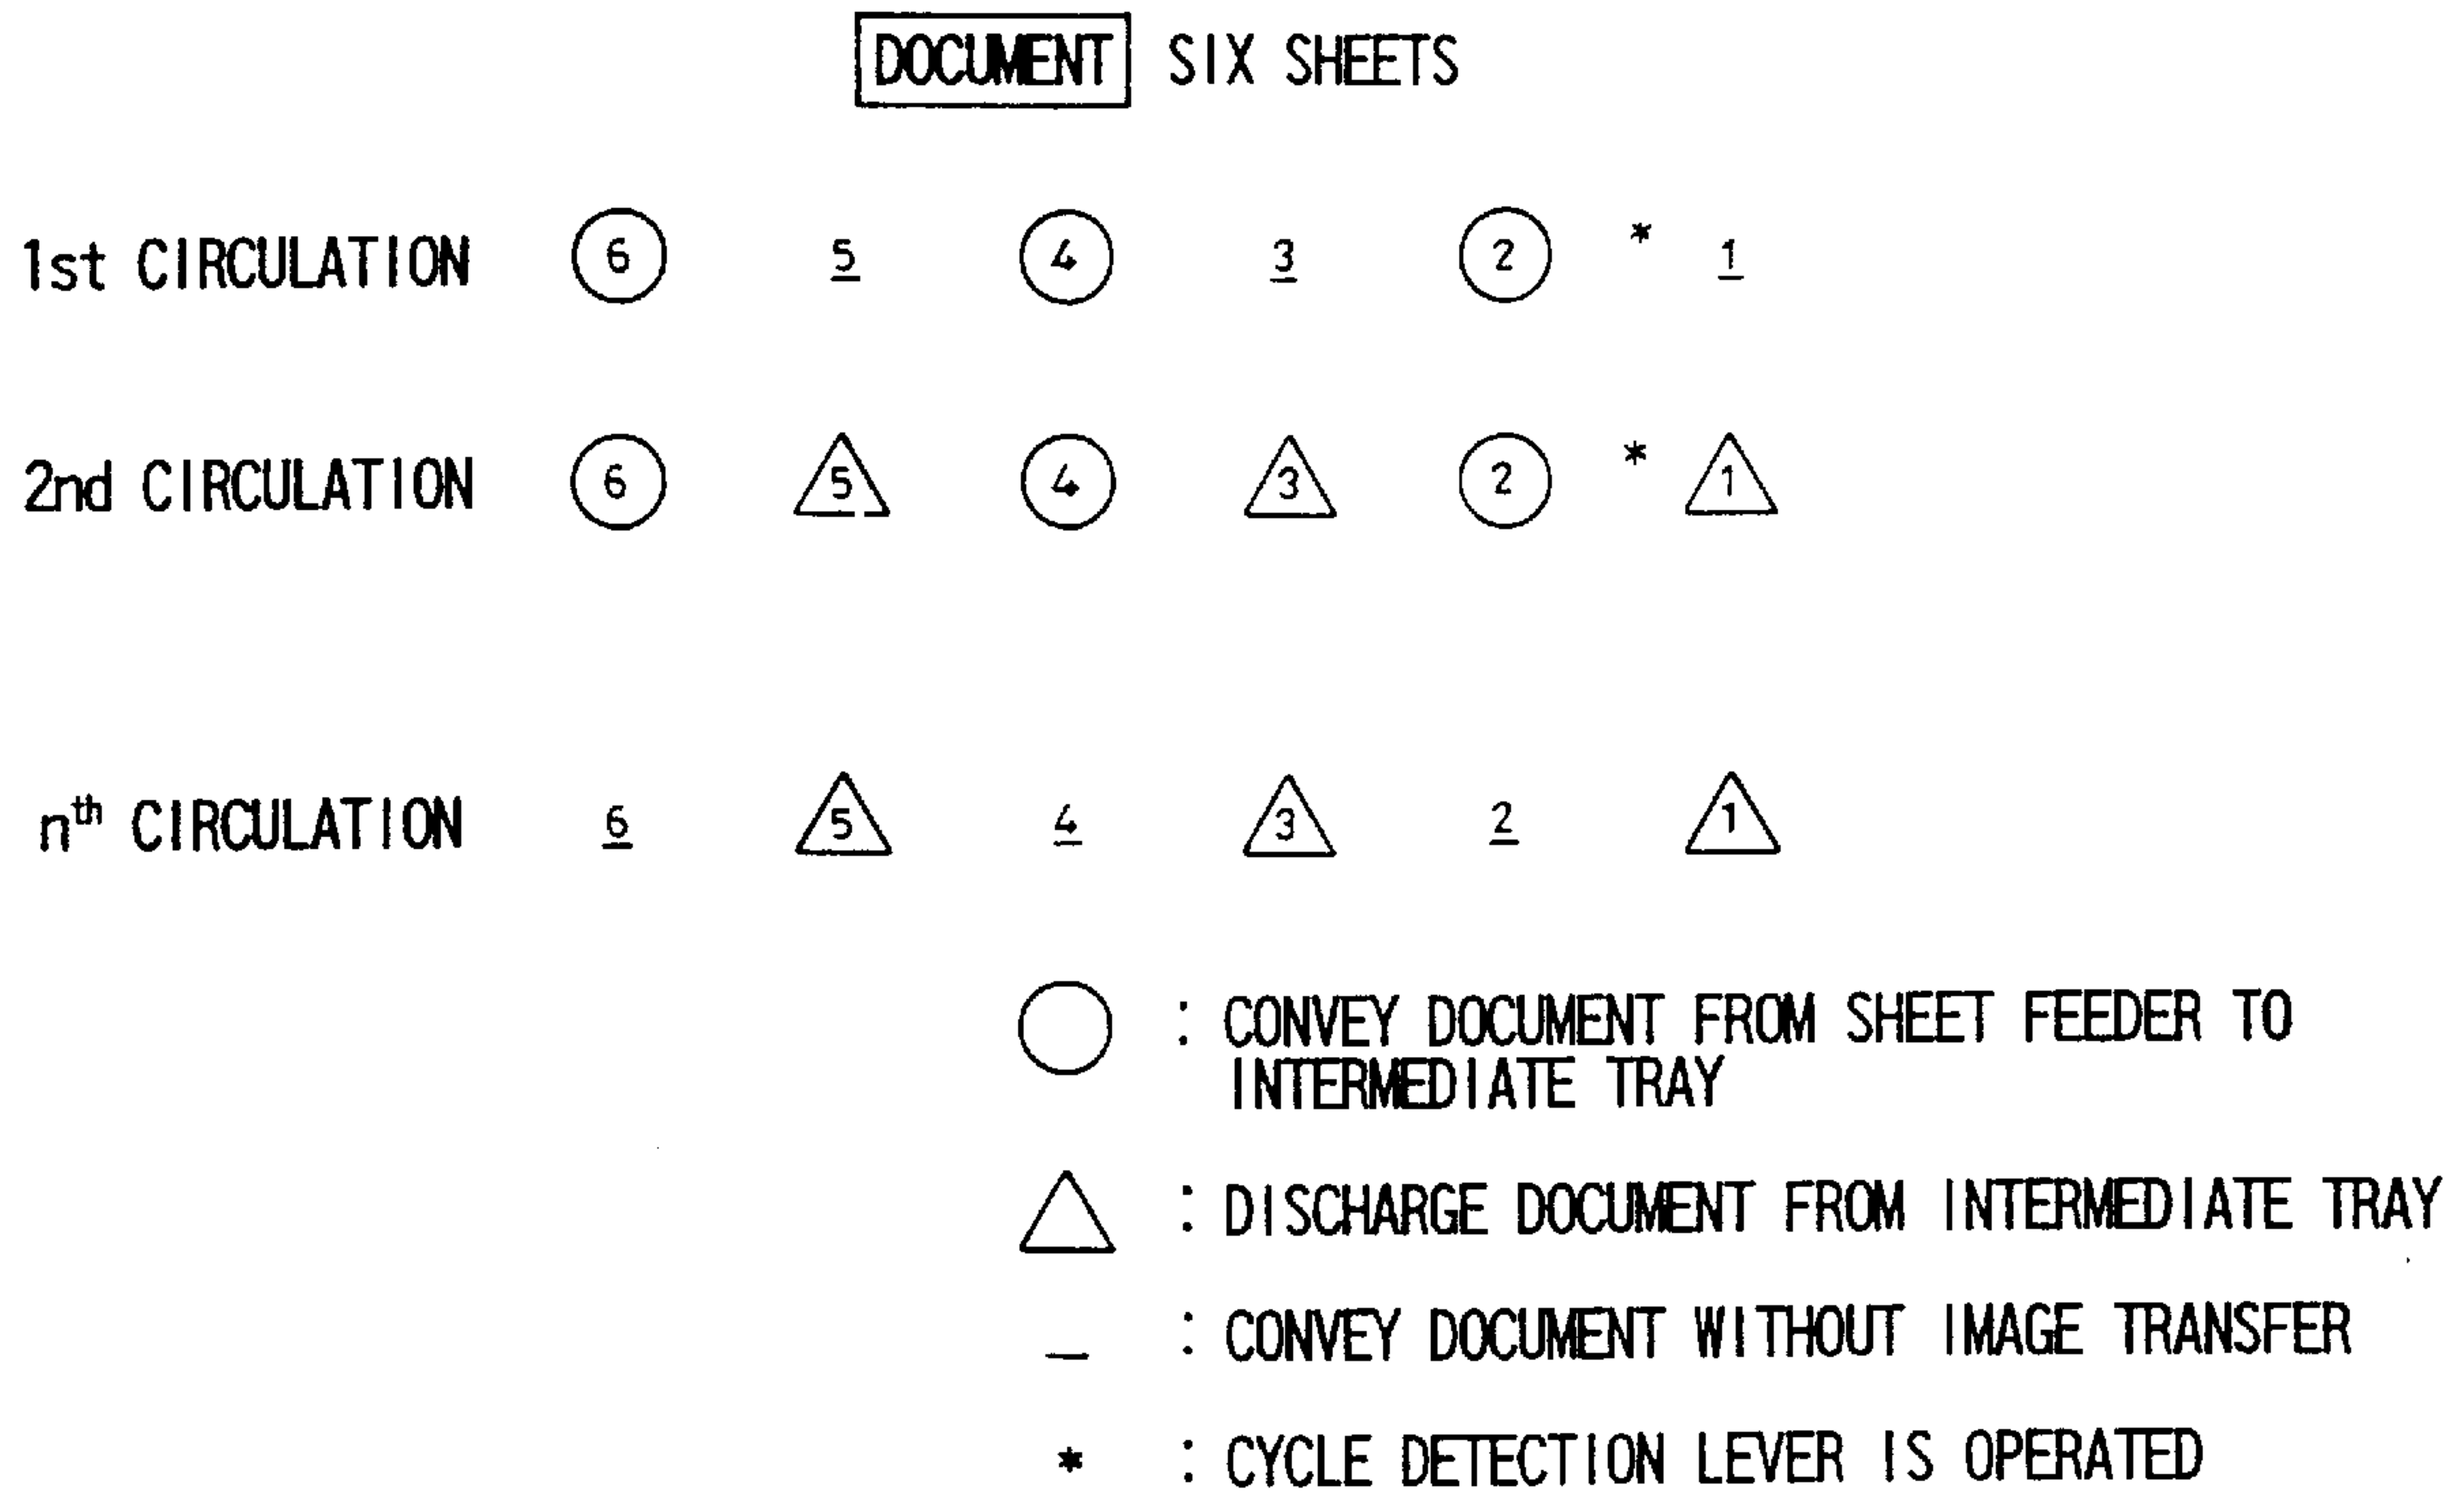 DOCUMENT SIX SHEETS
1st CIRCULATION 6 5 4 3 2 * 1
2nd CIRCULATION 6 5 4 3 2 * 1
nth CIRCULATION 6 5 4 3 2 1
: CONVEY DOCUMENT FROM SHEET FEEDER TO
INTERMEDIATE TRAY
: DISCHARGE DOCUMENT FROM INTERMEDIATE TRAY
— : CONVEY DOCUMENT WITHOUT IMAGE TRANSFER
* : CYCLE DETECTION LEVER IS OPERATED